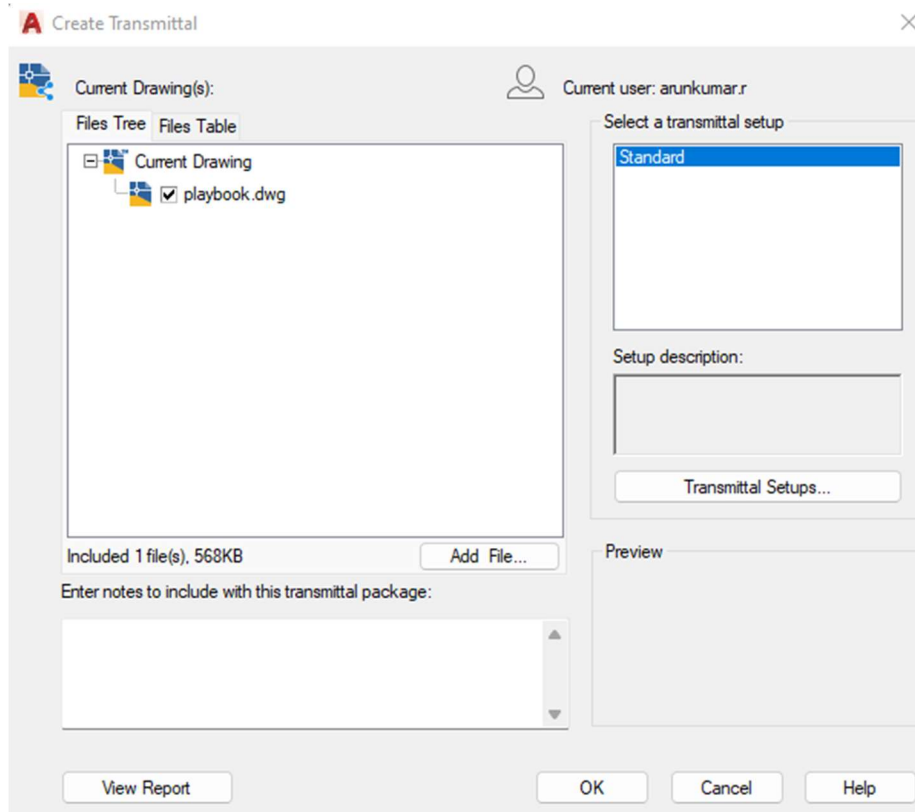 Create Transmittal
Current Drawing(s):
Current user: arunkumar.r
Files Tree
Files Table
Current Drawing
playbook.dwg
Included 1 file(s), 568KB
Add File...
Enter notes to include with this transmittal package:
Select a transmittal setup
Standard
Setup description:
Transmittal Setups...
Preview
View Report
OK
Cancel
Help